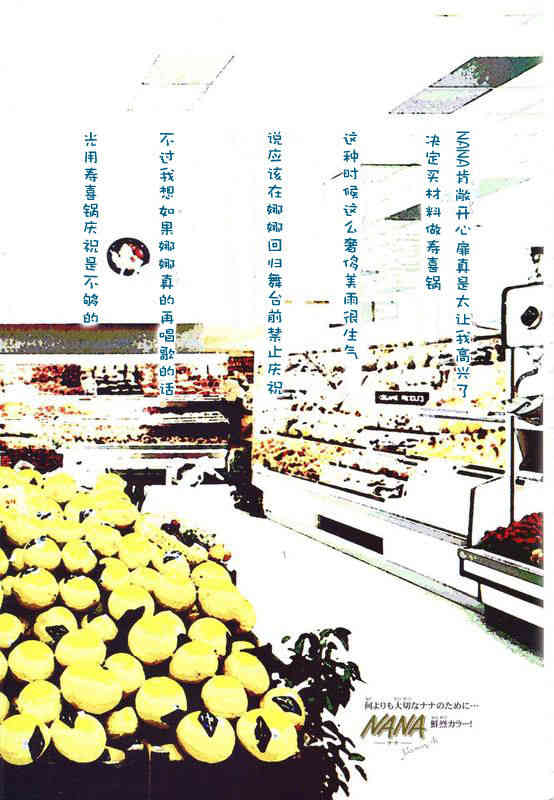 NANA肯敞开心扉真是太让我高兴了
决定买材料做寿喜锅
这种时候这么奢侈美雨很生气
说应该在娜娜回归舞台前禁止庆祝
不过我想如果娜娜真的再唱歌的话
光用寿喜锅庆祝是不够的
何よりも大切なナナのために…
NANA
ナナ
鮮烈カラー!